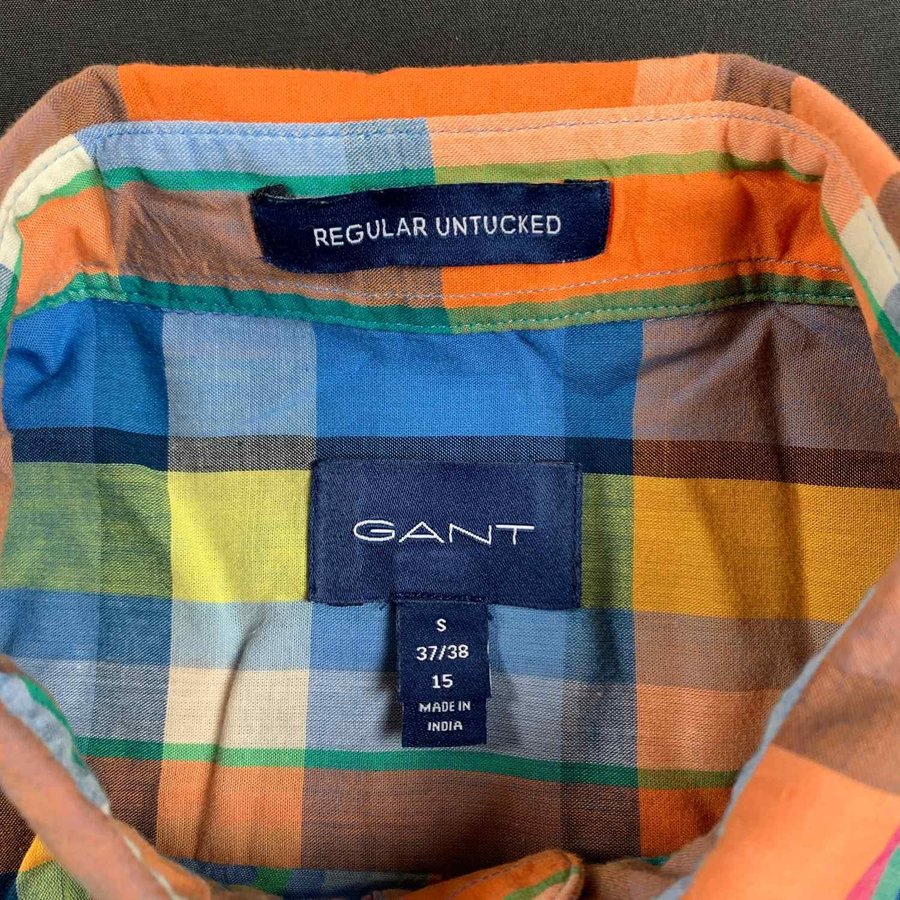 REGULAR UNTUCKED
GANT
S
37/38
15
MADE IN
INDIA